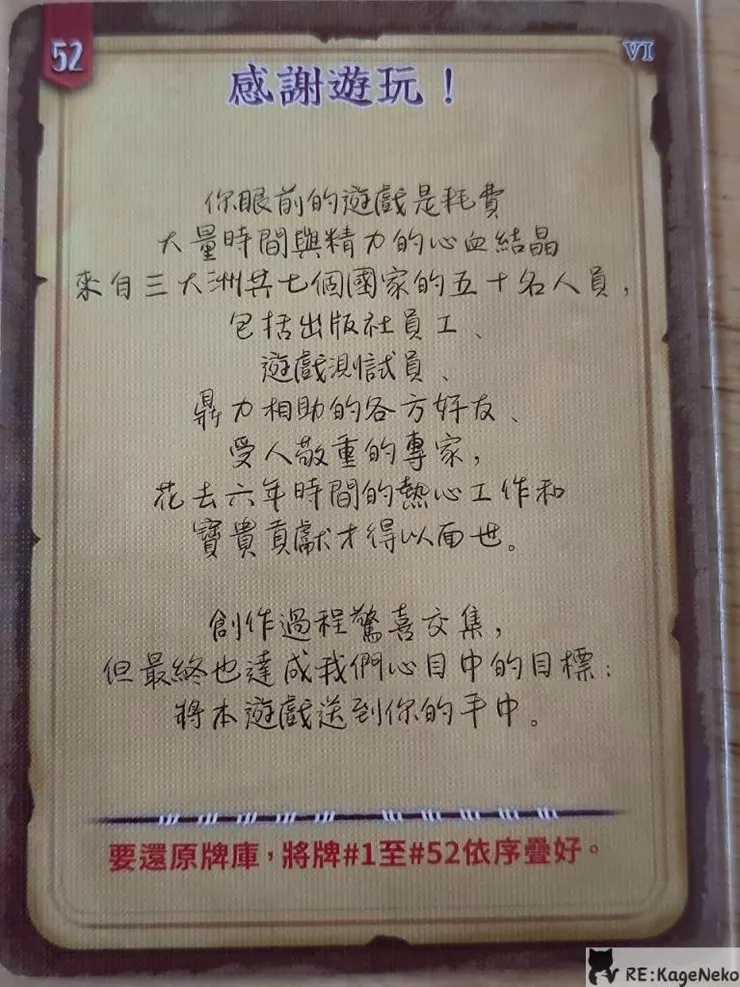 52
VI
感謝遊玩！
你眼前的遊戲是耗費
大量時間與精力的心血結晶
來自三大洲共七個國家的五十名人員，
包括出版社員工、
遊戲測試員、
鼎力相助的各方好友、
受人敬重的專家，
花去六年時間的熱心工作和
寶貴貢獻才得以面世。
創作過程驚喜交集，
但最終也達成我們心目中的目標：
將本遊戲送到你的手中。
要還原牌庫，將牌#1至#52依序疊好。
RE:KageNeko